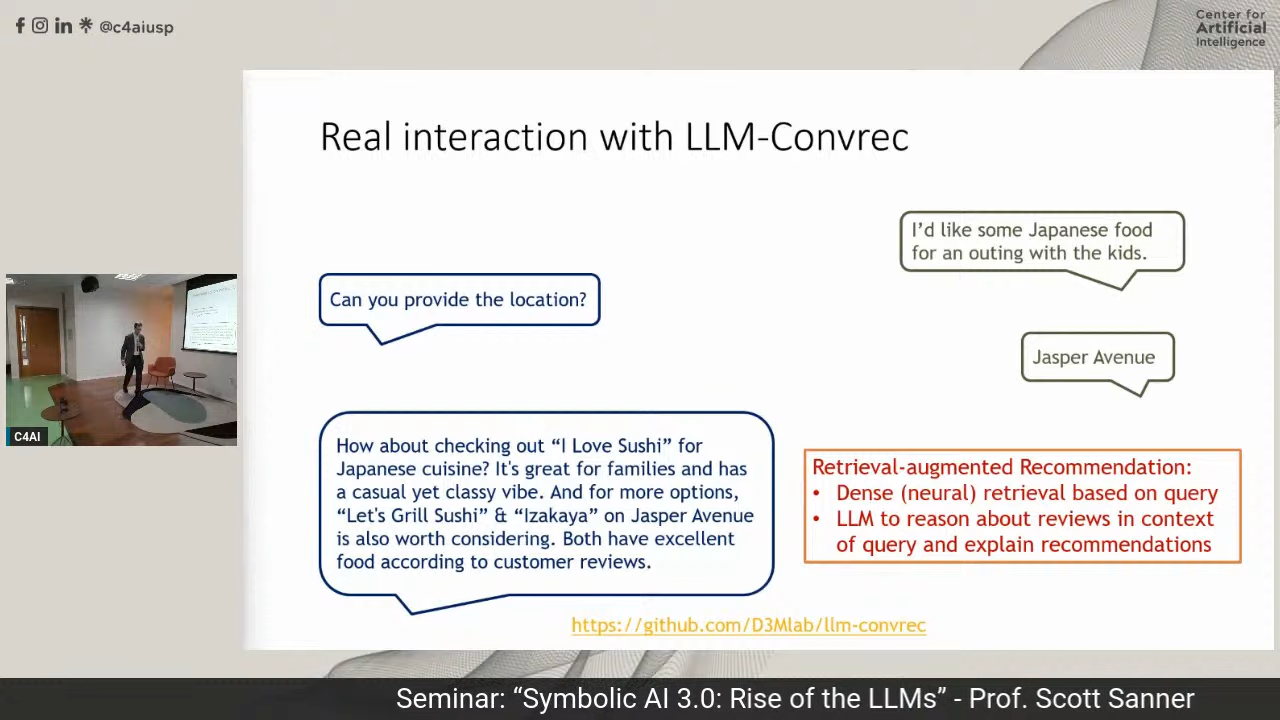 @c4aiusp
Center for
Artificial
Intelligence
Real interaction with LLM-Convrec
I’d like some Japanese food
for an outing with the kids.
Can you provide the location?
Jasper Avenue
How about checking out “I Love Sushi” for
Japanese cuisine? It's great for families and has
a casual yet classy vibe. And for more options,
“Let's Grill Sushi” & “Izakaya” on Jasper Avenue
is also worth considering. Both have excellent
food according to customer reviews.
Retrieval-augmented Recommendation:
• Dense (neural) retrieval based on query
• LLM to reason about reviews in context
of query and explain recommendations
https://github.com/D3Mlab/llm-convrec
C4AI
Seminar: “Symbolic AI 3.0: Rise of the LLMs” - Prof. Scott Sanner